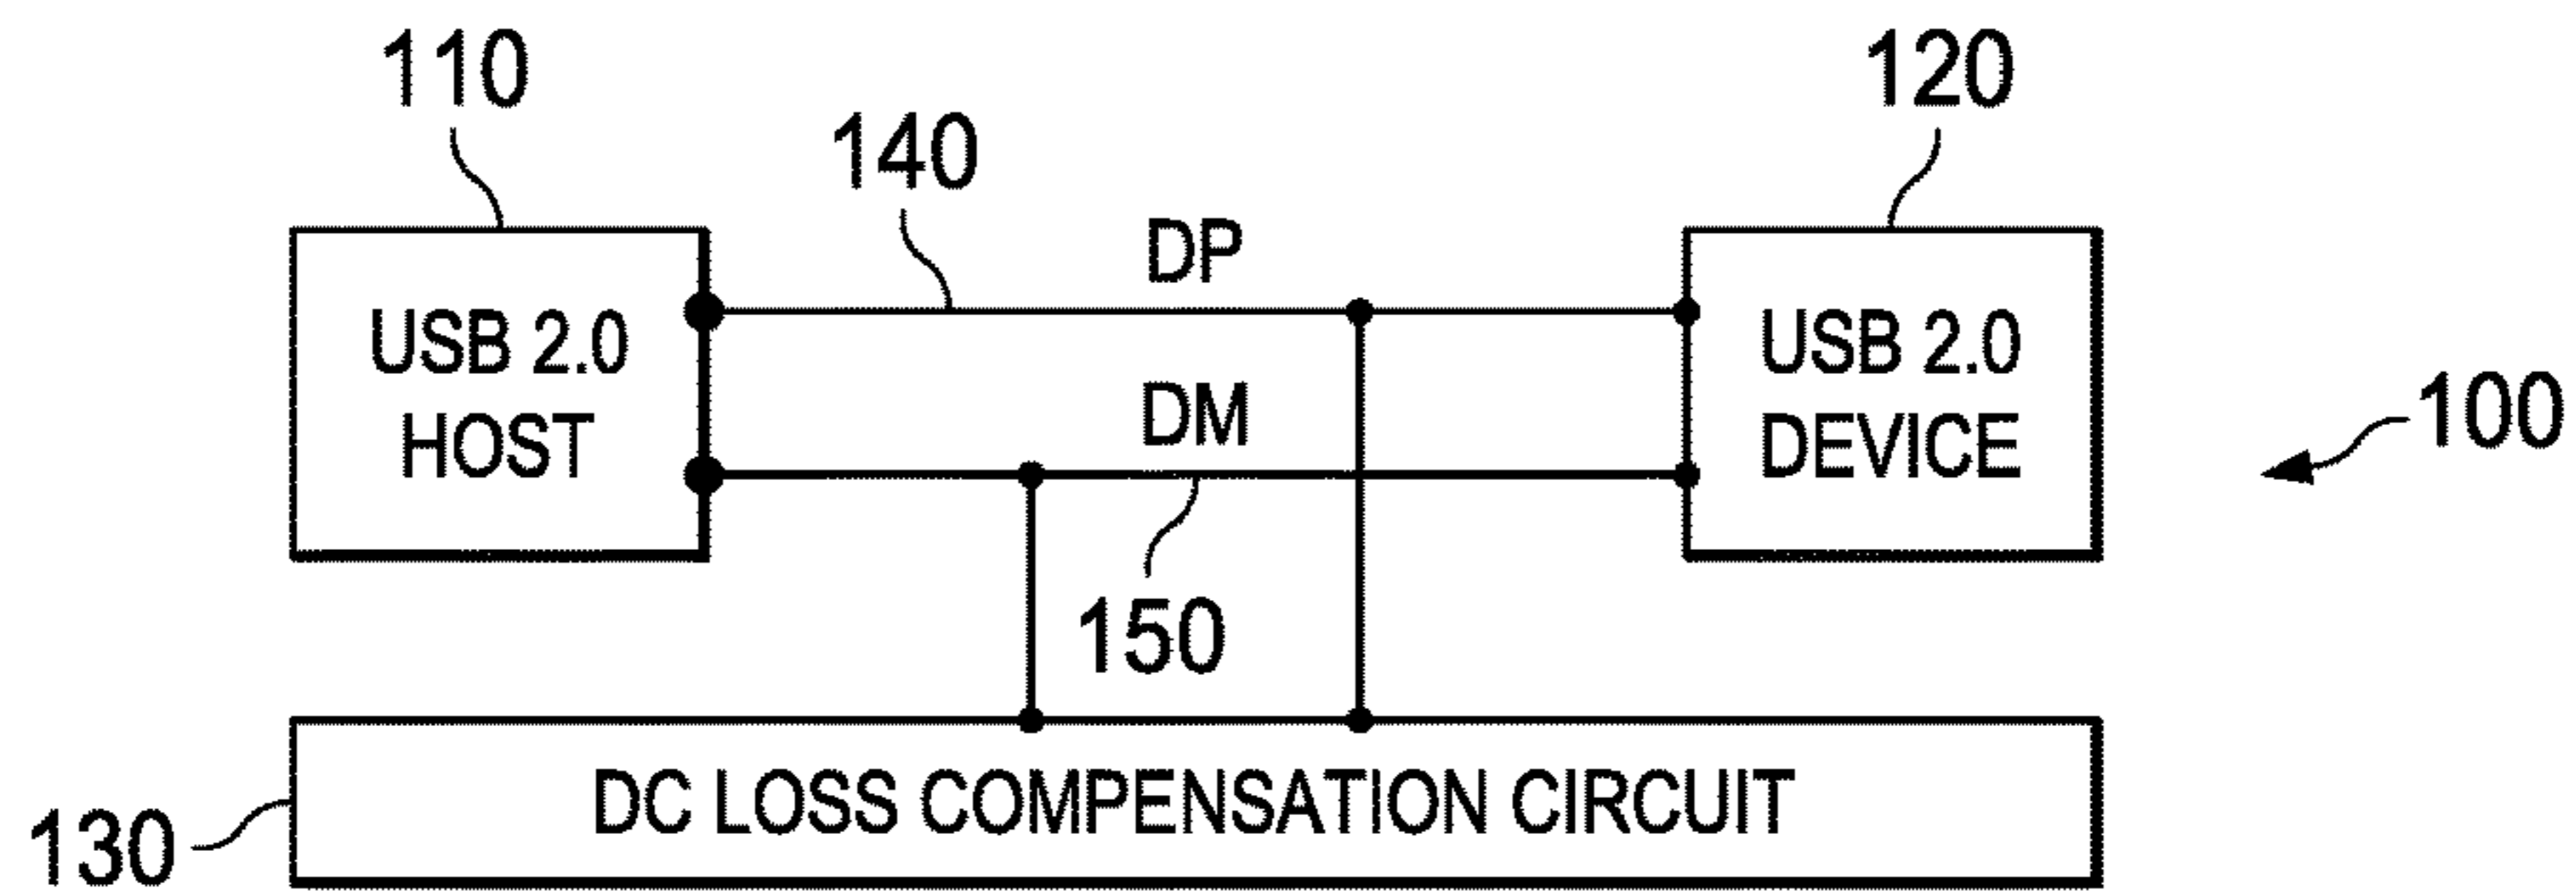 110
120
140
DP
USB 2.0
HOST
USB 2.0
DEVICE
DM
100
150
DC LOSS COMPENSATION CIRCUIT
130